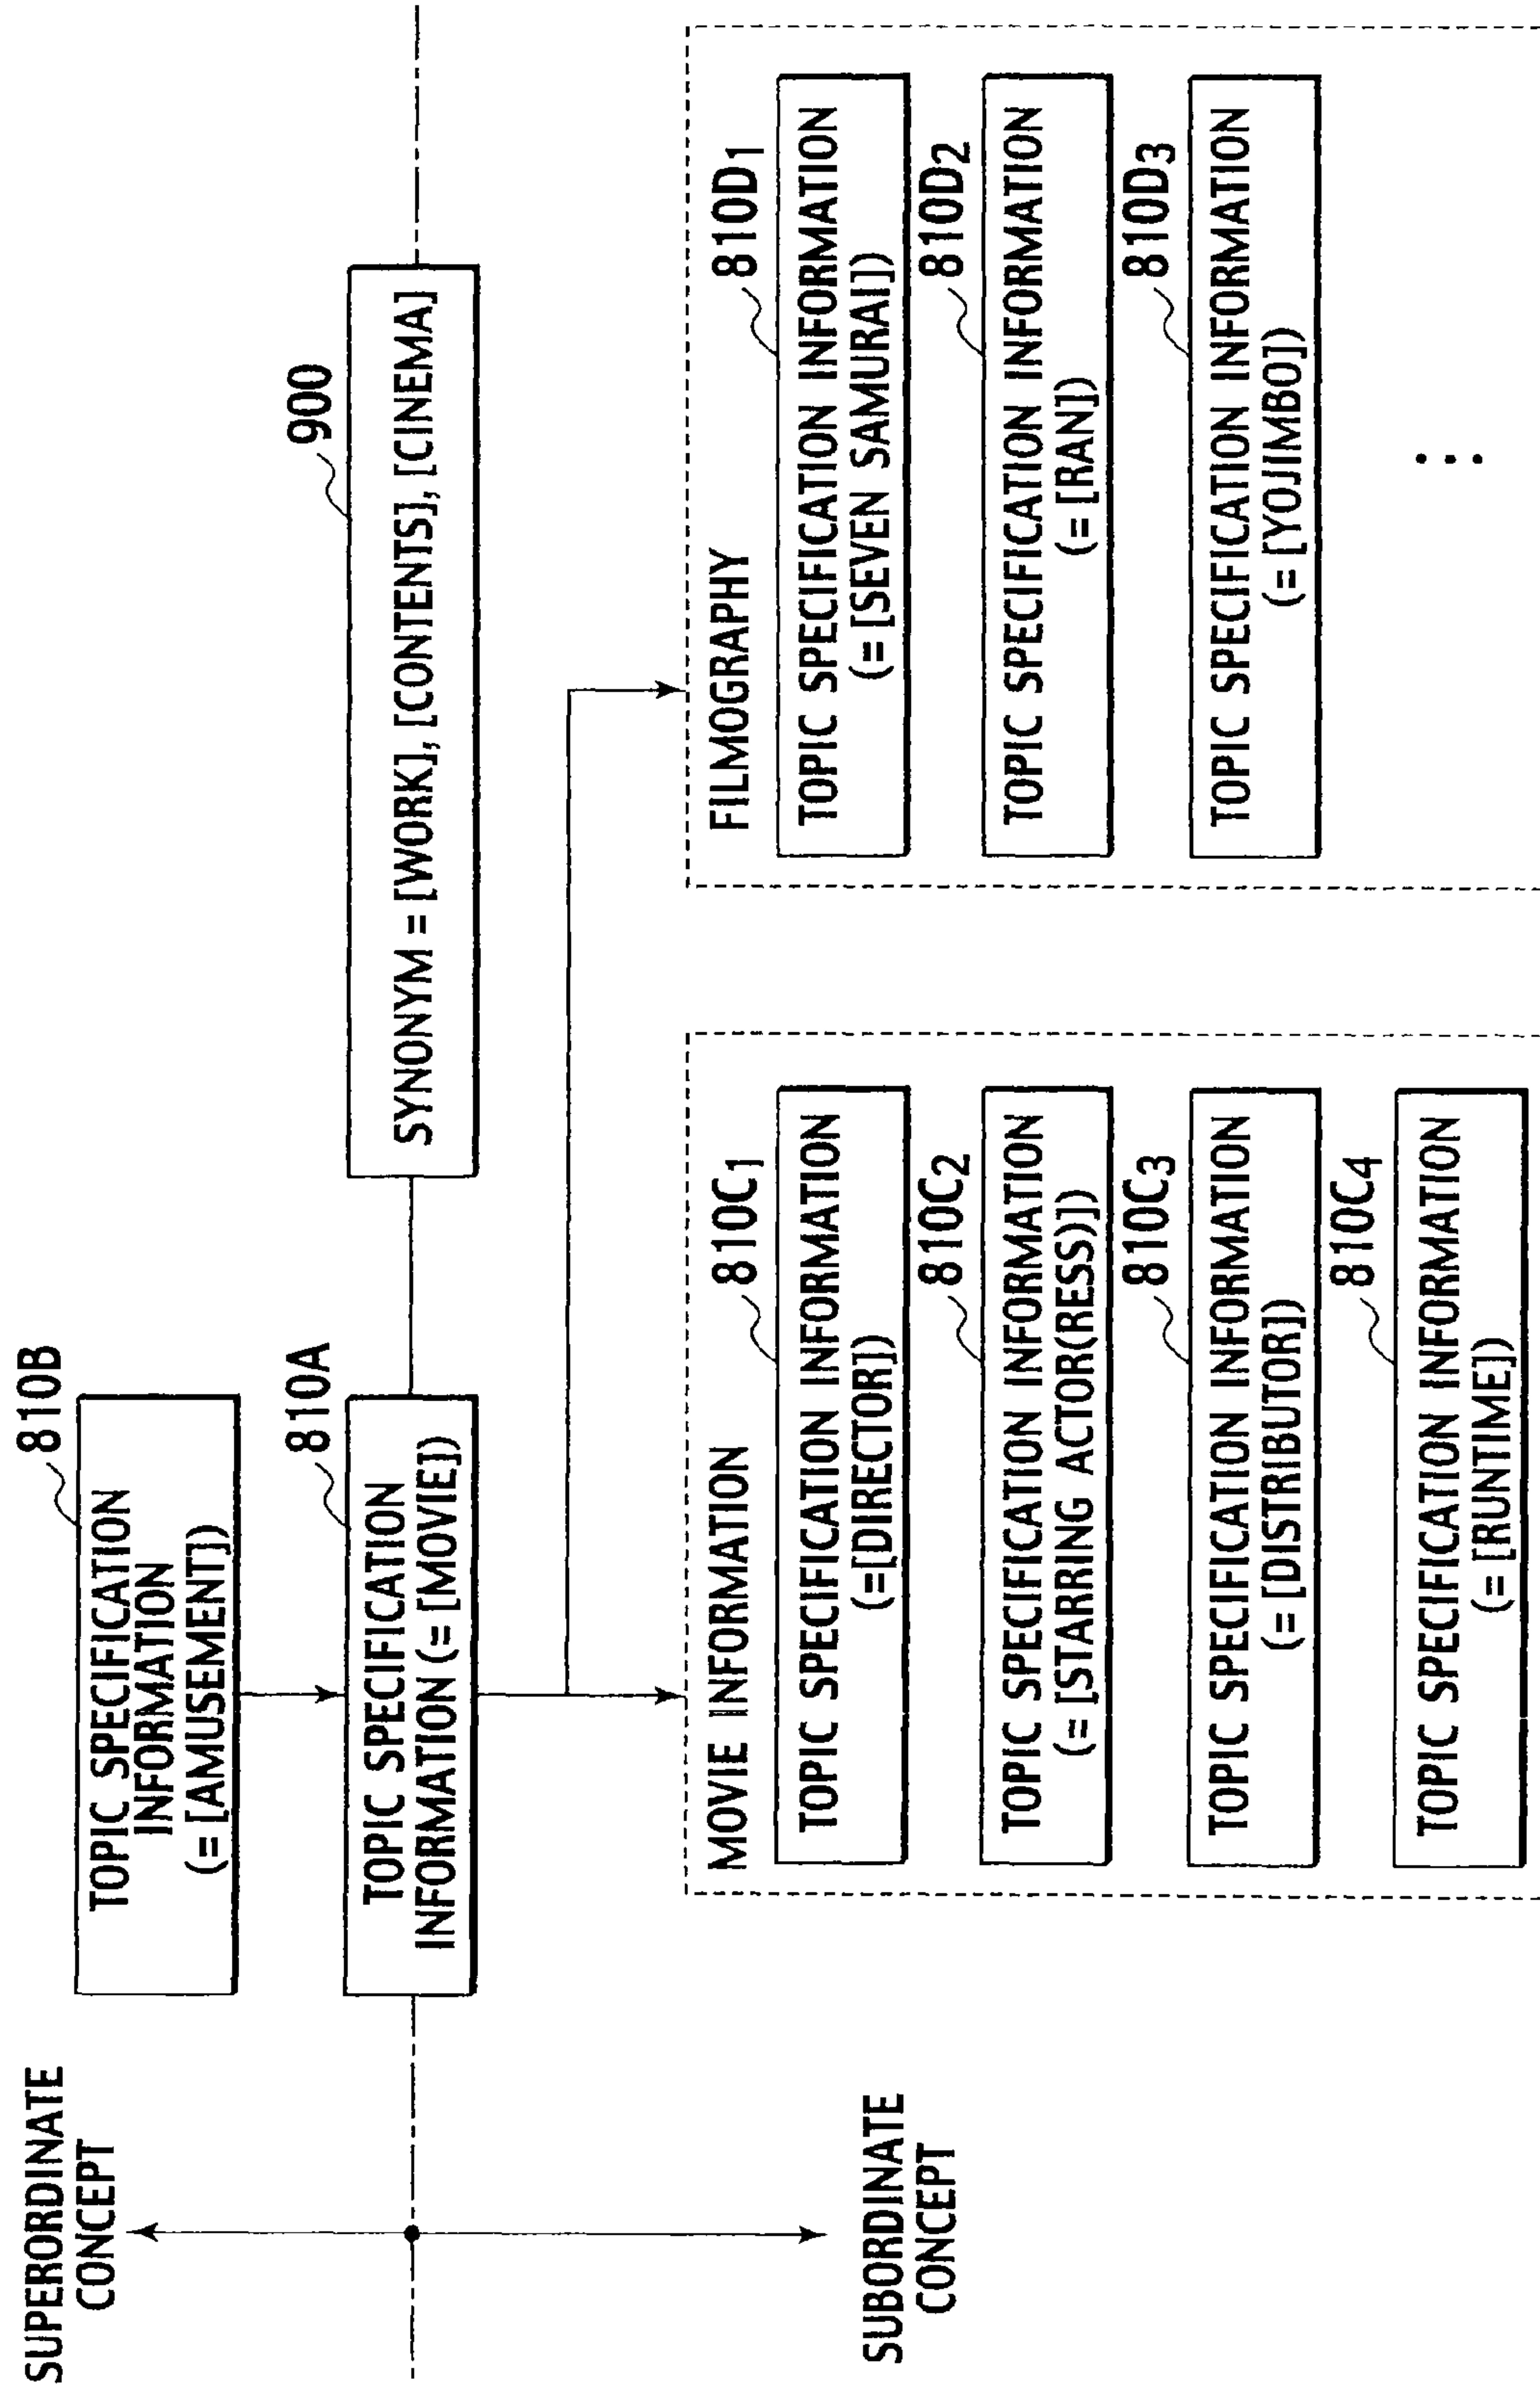 SUPERORDINATE
CONCEPT
SUBORDINATE
CONCEPT
810B
TOPIC SPECIFICATION
INFORMATION
(= [AMUSEMENT])
810A
TOPIC SPECIFICATION
INFORMATION (= [MOVIE])
900
SYNONYM = [WORK], [CONTENTS], [CINEMA]
MOVIE INFORMATION
810C1
TOPIC SPECIFICATION INFORMATION
(=[DIRECTOR])
810C2
TOPIC SPECIFICATION INFORMATION
(= [STARRING ACTOR(RESS)])
810C3
TOPIC SPECIFICATION INFORMATION
(= [DISTRIBUTOR])
810C4
TOPIC SPECIFICATION INFORMATION
(= [RUNTIME])
FILMOGRAPHY
810D1
TOPIC SPECIFICATION INFORMATION
(= [SEVEN SAMURAI])
810D2
TOPIC SPECIFICATION INFORMATION
(= [RAN])
810D3
TOPIC SPECIFICATION INFORMATION
(= [YOJIMBO])
...